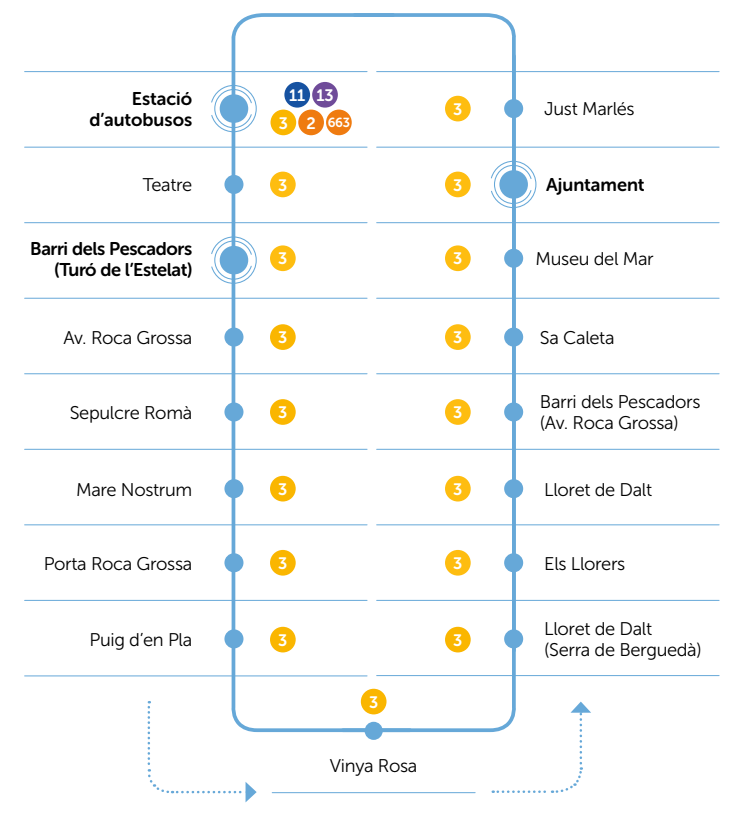 Estació
d’autobusos
11 13
3 2 663
3
Just Marlés
Teatre
3
3
Ajuntament
Barri dels Pescadors
(Turó de l’Estelat)
3
3
Museu del Mar
Av. Roca Grossa
3
3
Sa Caleta
Sepulcre Romà
3
3
Barri dels Pescadors
(Av. Roca Grossa)
Mare Nostrum
3
3
Lloret de Dalt
Porta Roca Grossa
3
3
Els Llorers
Puig d’en Pla
3
3
Lloret de Dalt
(Serra de Berguedà)
3
Vinya Rosa